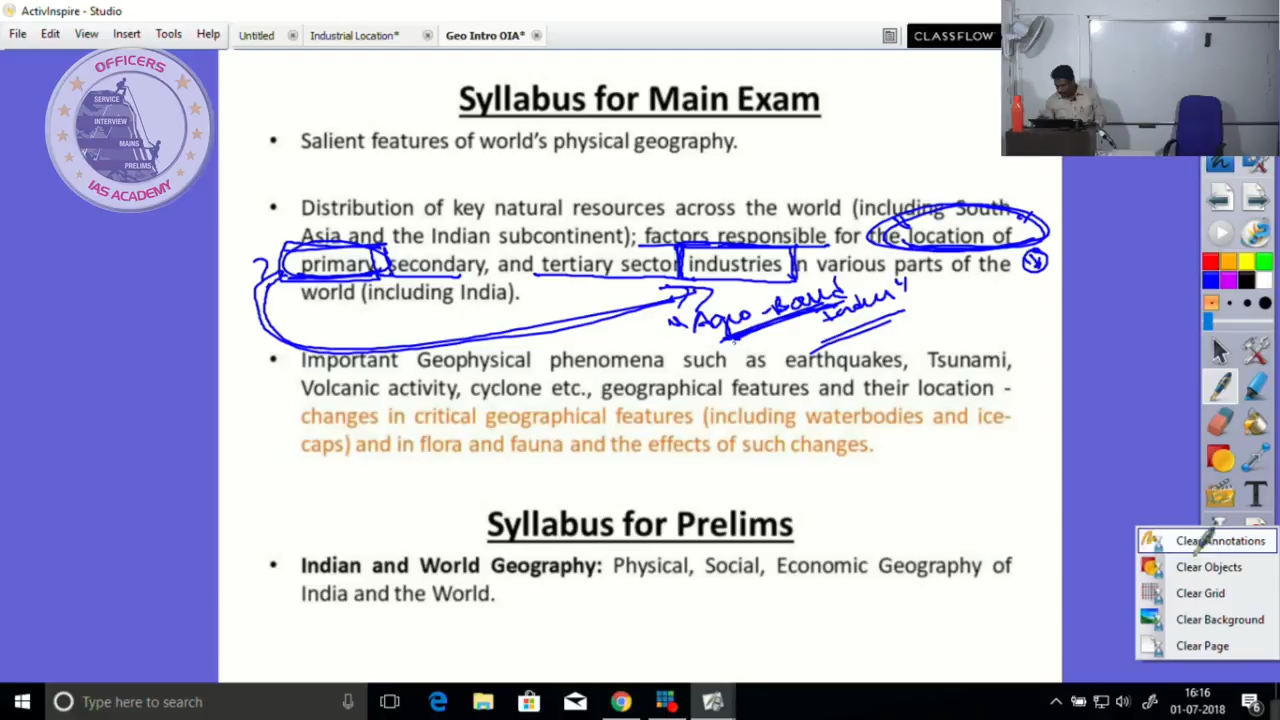 ActivInspire - Studio
File Edit View Insert Tools Help
Untitled Industrial Location* Geo Intro OIA* CLASSFLOW
OFFICERS
SERVICE
INTERVIEW
MAINS
PRELIMS
IAS ACADEMY
Syllabus for Main Exam
• Salient features of world's physical geography.
• Distribution of key natural resources across the world (including South
Asia and the Indian subcontinent); factors responsible for the location of
primary, secondary, and tertiary sector industries in various parts of the
world (including India).
Agro-Based
• Important Geophysical phenomena such as earthquakes, Tsunami,
Volcanic activity, cyclone etc., geographical features and their location -
changes in critical geographical features (including waterbodies and ice-
caps) and in flora and fauna and the effects of such changes.
Syllabus for Prelims
• Indian and World Geography: Physical, Social, Economic Geography of
India and the World.
Clear Annotations
Clear Objects
Clear Grid
Clear Background
Clear Page
Type here to search
16:16
01-07-2018
6